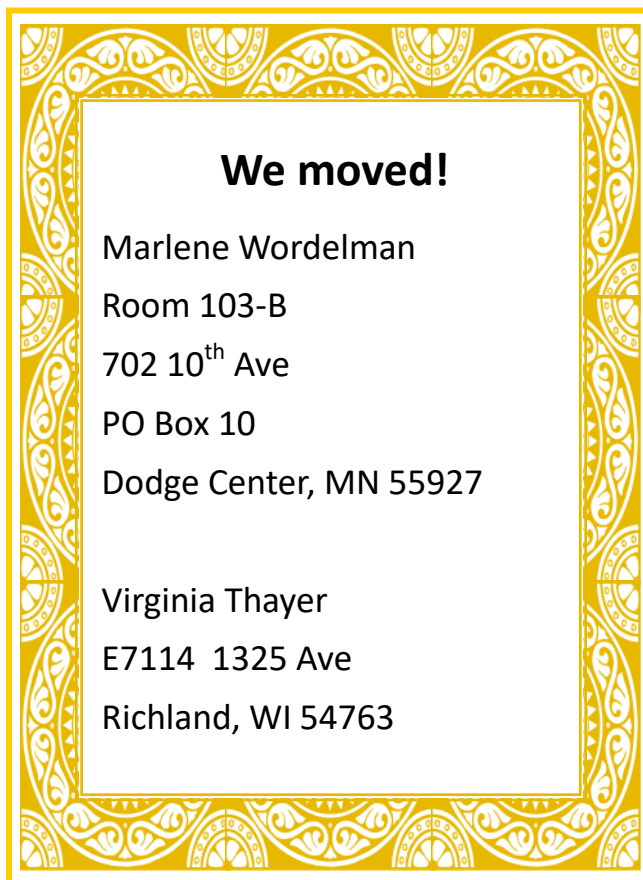 We moved!
Marlene Wordelman
Room 103-B
702 10th Ave
PO Box 10
Dodge Center, MN 55927
Virginia Thayer
E7114  1325 Ave
Richland, WI 54763